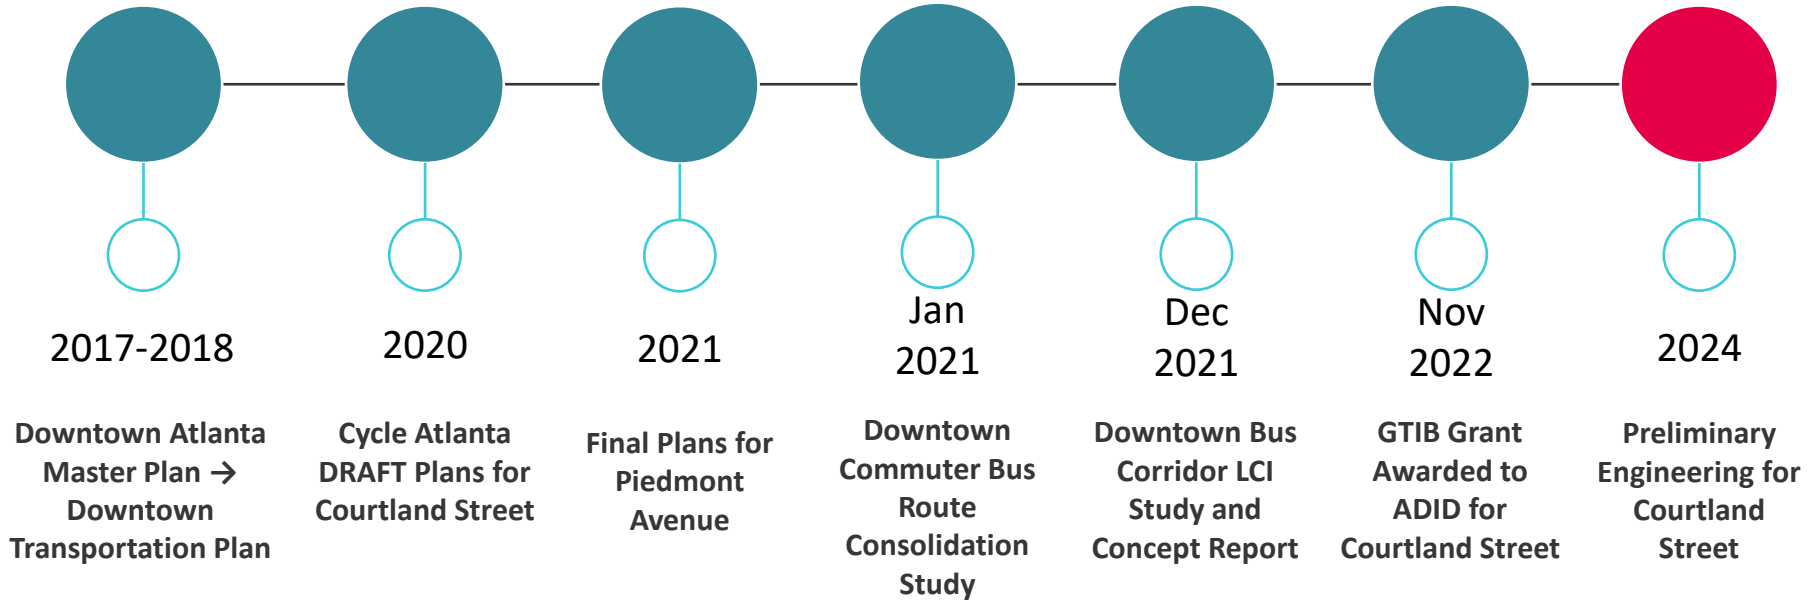 2017-2018
Downtown Atlanta
Master Plan →
Downtown
Transportation Plan
2020
Cycle Atlanta
DRAFT Plans for
Courtland Street
2021
Final Plans for
Piedmont
Avenue
Jan
2021
Downtown
Commuter Bus
Route
Consolidation
Study
Dec
2021
Downtown Bus
Corridor LCI
Study and
Concept Report
Nov
2022
GTIB Grant
Awarded to
ADID for
Courtland Street
2024
Preliminary
Engineering for
Courtland
Street